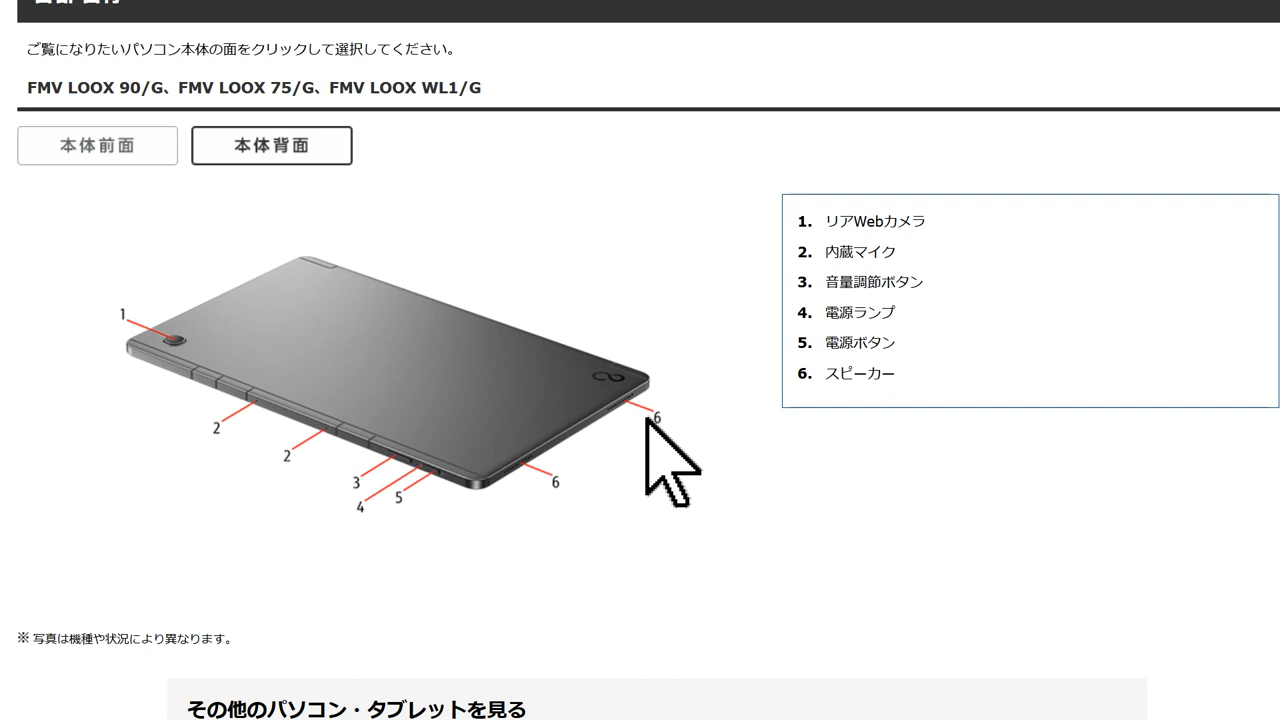 ご覧になりたいパソコン本体の面をクリックして選択してください。
FMV LOOX 90/G、FMV LOOX 75/G、FMV LOOX WL1/G
本体前面
本体背面
1. リアWebカメラ
2. 内蔵マイク
3. 音量調節ボタン
4. 電源ランプ
5. 電源ボタン
6. スピーカー
1
2
2
3
4
5
6
6
※ 写真は機種や状況により異なります。
その他のパソコン・タブレットを見る